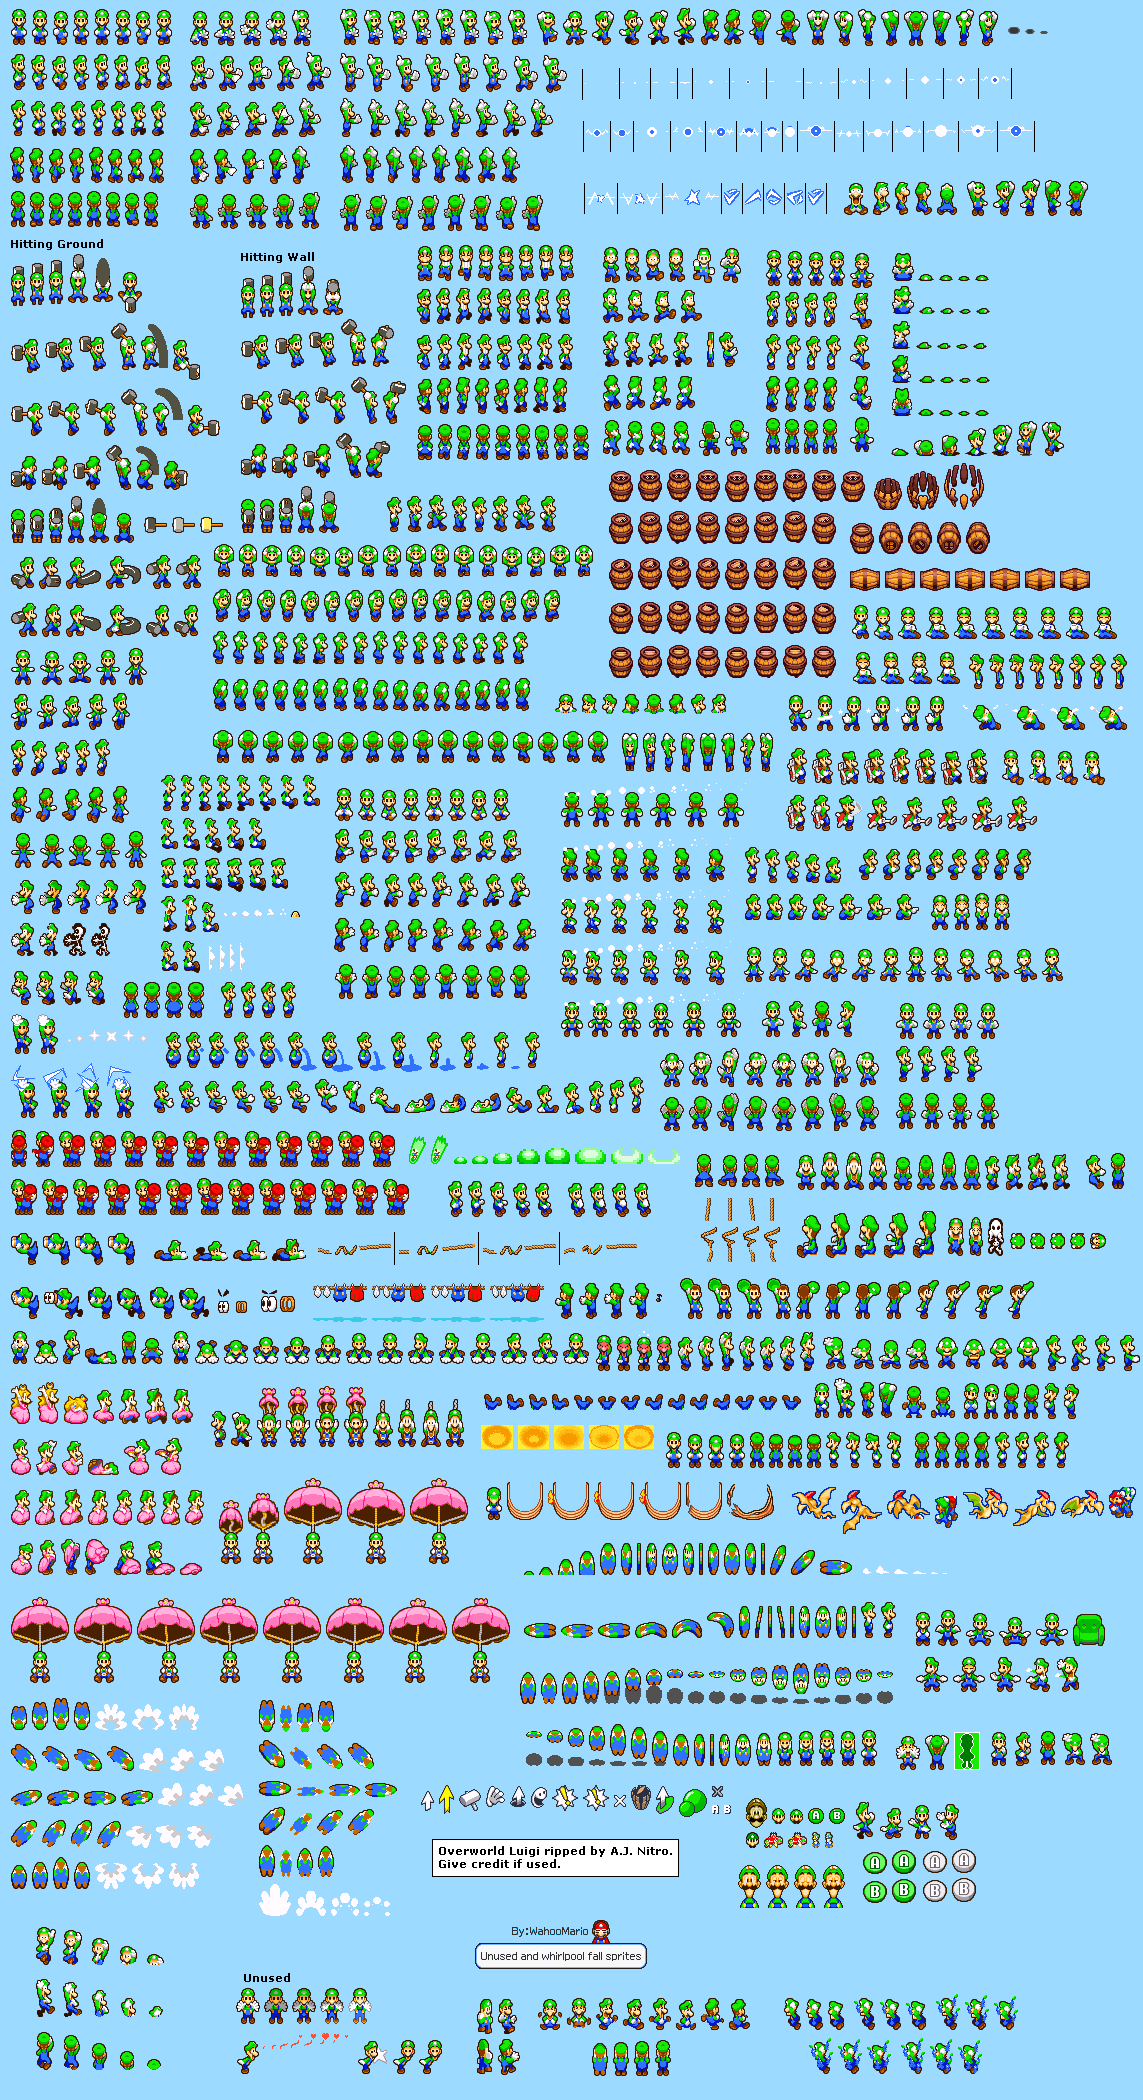 Hitting Ground
Hitting Wall
A B
A B
Overworld Luigi ripped by A.J. Nitro.
Give credit if used.
A A A A
B B B B
By:WahooMario
Unused and whirlpool fall sprites
Unused